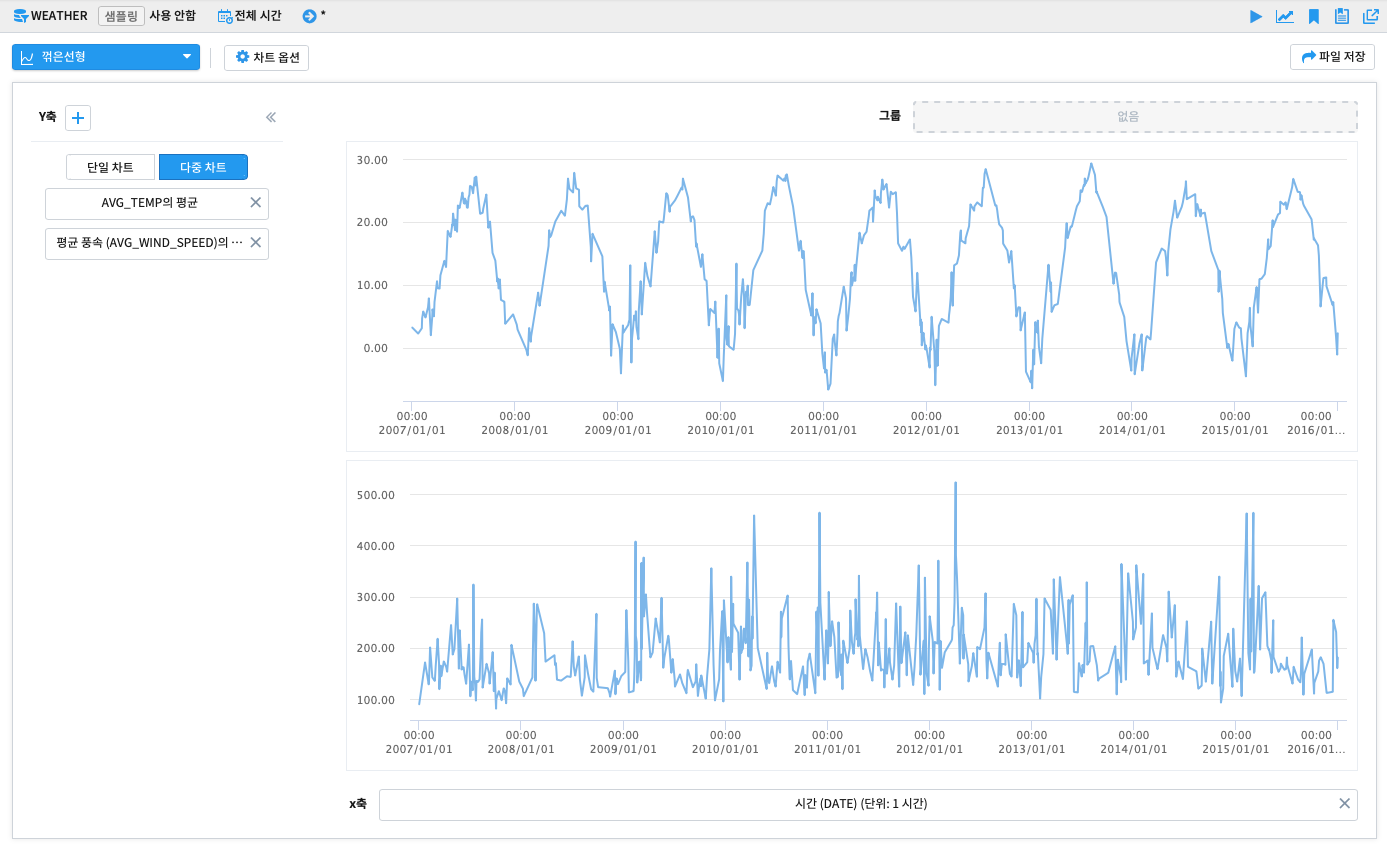 WEATHER 샘플링 사용 안함 전체 시간 *
꺾은선형 차트 옵션 파일 저장
Y축
단일 차트 다중 차트
AVG_TEMP의 평균
평균 풍속 (AVG_WIND_SPEED)의 ···
그룹 없음
30.00
20.00
10.00
0.00
00:00 00:00 00:00 00:00 00:00 00:00 00:00 00:00 00:00 00:00
2007/01/01 2008/01/01 2009/01/01 2010/01/01 2011/01/01 2012/01/01 2013/01/01 2014/01/01 2015/01/01 2016/01...
500.00
400.00
300.00
200.00
100.00
00:00 00:00 00:00 00:00 00:00 00:00 00:00 00:00 00:00 00:00
2007/01/01 2008/01/01 2009/01/01 2010/01/01 2011/01/01 2012/01/01 2013/01/01 2014/01/01 2015/01/01 2016/01...
x축 시간 (DATE) (단위: 1 시간)